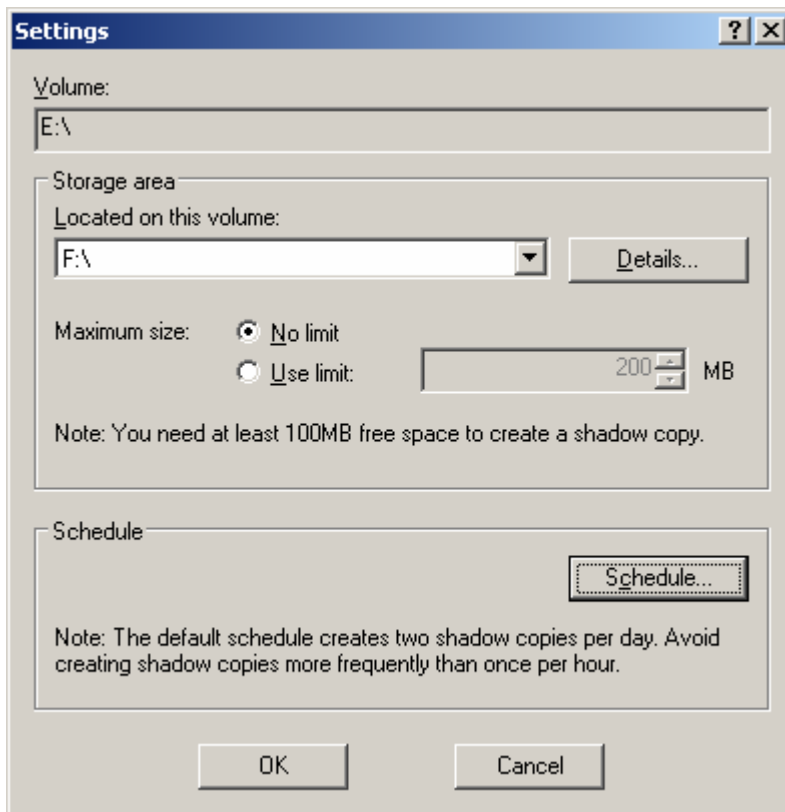 Settings
Volume:
E:\
Storage area
Located on this volume:
F:\
Details...
Maximum size:
No limit
Use limit:
200
MB
Note: You need at least 100MB free space to create a shadow copy.
Schedule
Schedule...
Note: The default schedule creates two shadow copies per day. Avoid
creating shadow copies more frequently than once per hour.
OK
Cancel